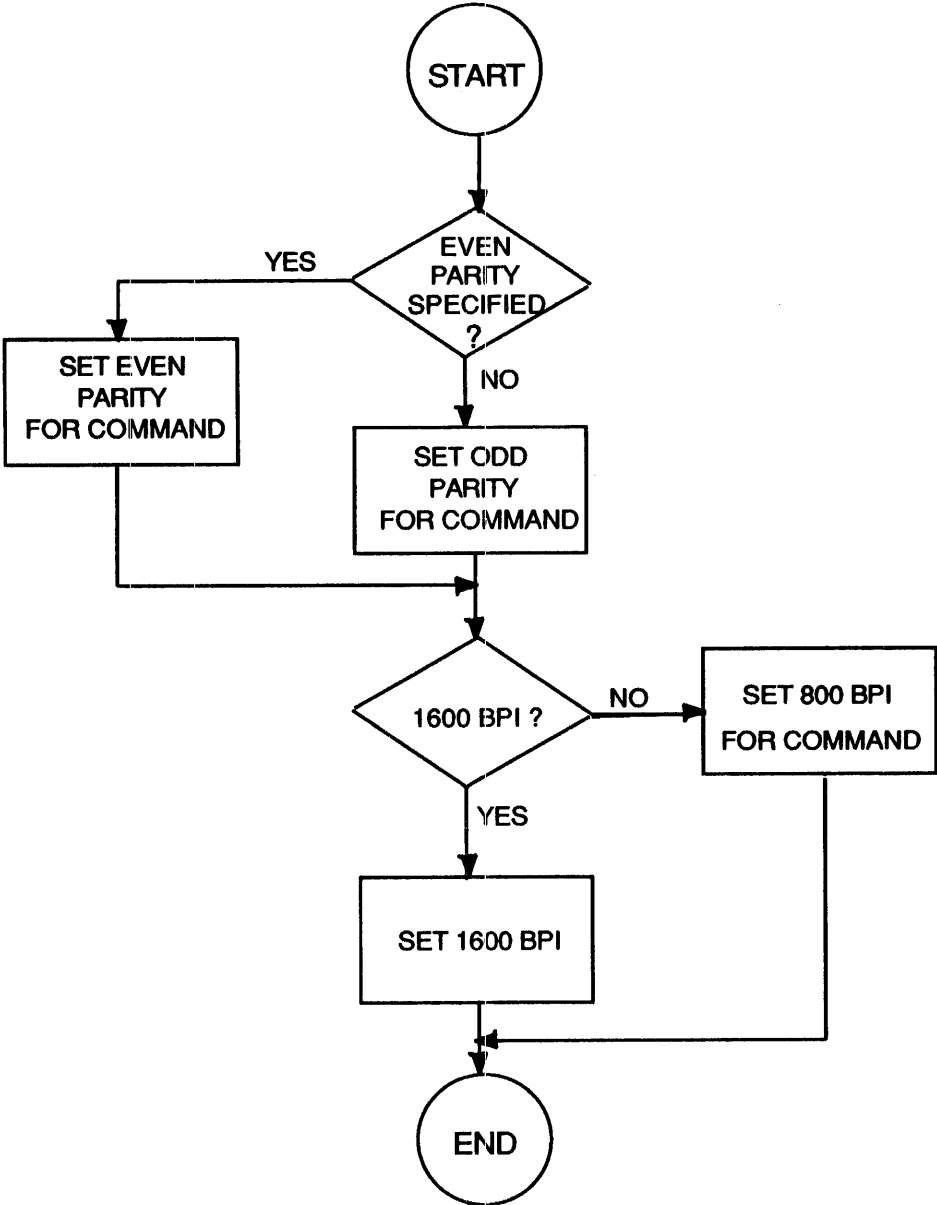 START
EVEN
PARITY
SPECIFIED
?
YES
NO
SET EVEN
PARITY
FOR COMMAND
SET ODD
PARITY
FOR COMMAND
1600 BPI ?
NO
SET 800 BPI
FOR COMMAND
YES
SET 1600 BPI
END